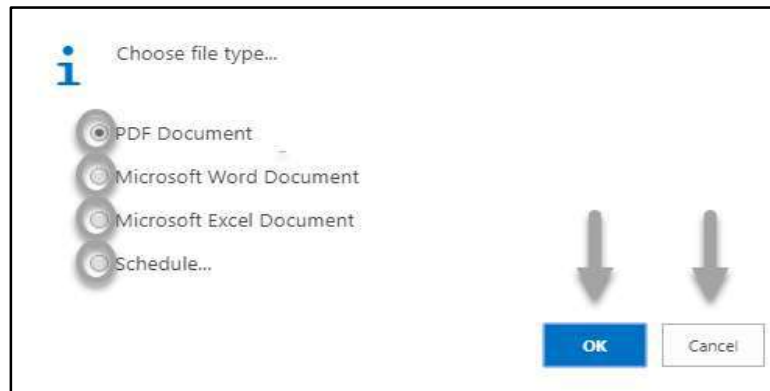 Choose file type...
PDF Document
Microsoft Word Document
Microsoft Excel Document
Schedule...
OK
Cancel